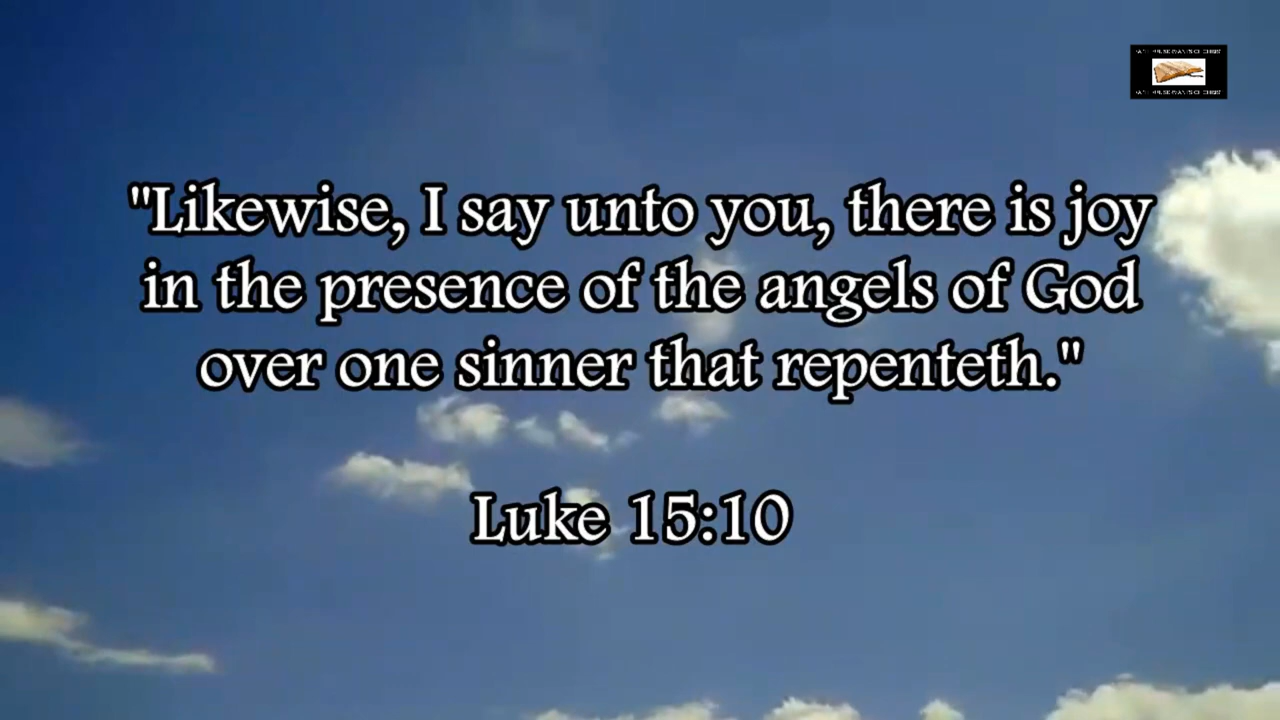 "Likewise, I say unto you, there is joy
in the presence of the angels of God
over one sinner that repenteth."
Luke 15:10